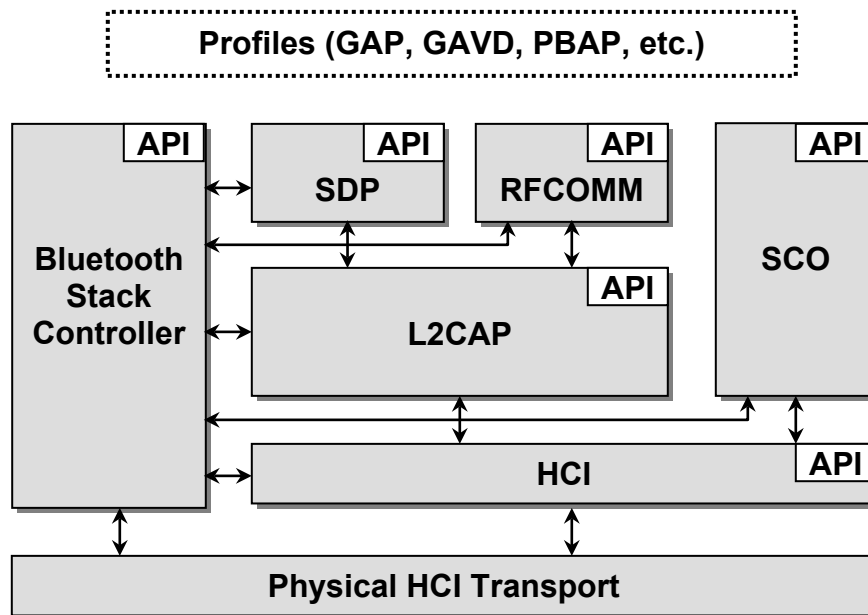 Profiles (GAP, GAVD, PBAP, etc.)
API
API
API
API
SDP
RFCOMM
Bluetooth
Stack
Controller
SCO
API
L2CAP
API
HCI
Physical HCI Transport